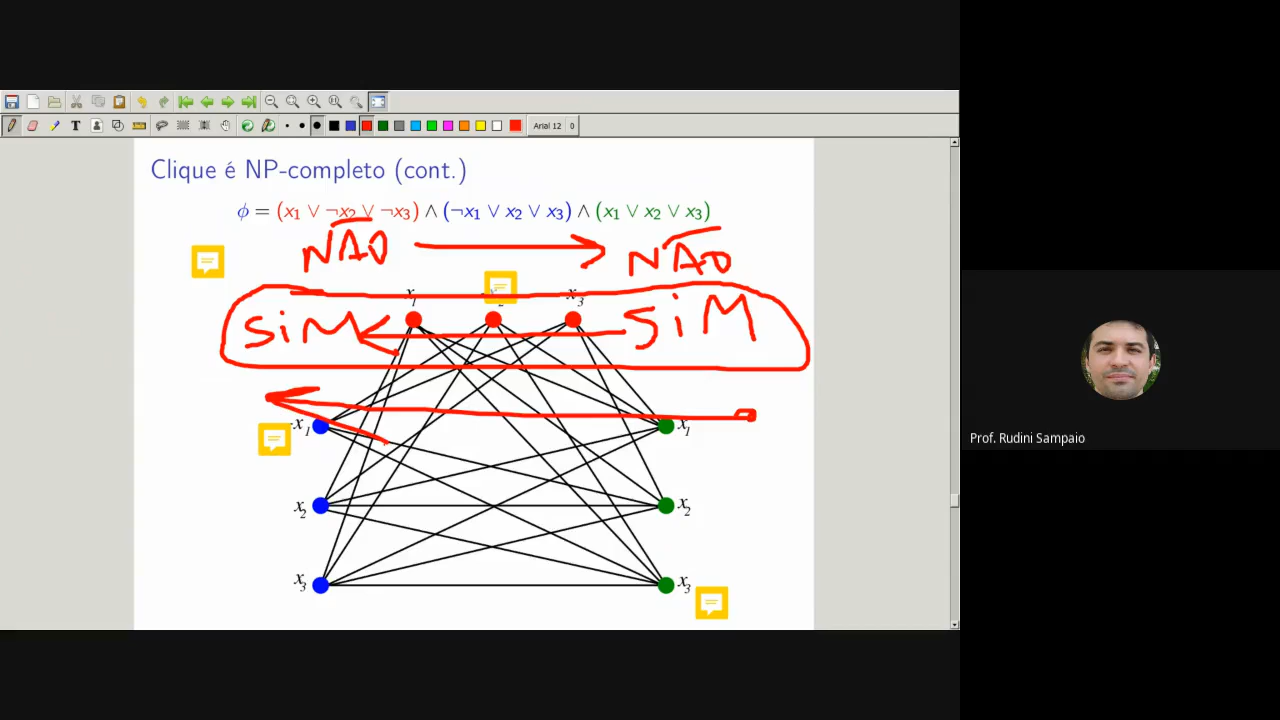 Arial 12 0
Clique é NP-completo (cont.)
ϕ = (x₁ ∨ ¬x₂ ∨ ¬x₃) ∧ (¬x₁ ∨ x₂ ∨ x₃) ∧ (x₁ ∨ x₂ ∨ x₃)
NÃO NÃO
x₁ x₃
SiM SiM
-x₁ x₁
x₂ x₂
x₃ x₃
Prof. Rudini Sampaio